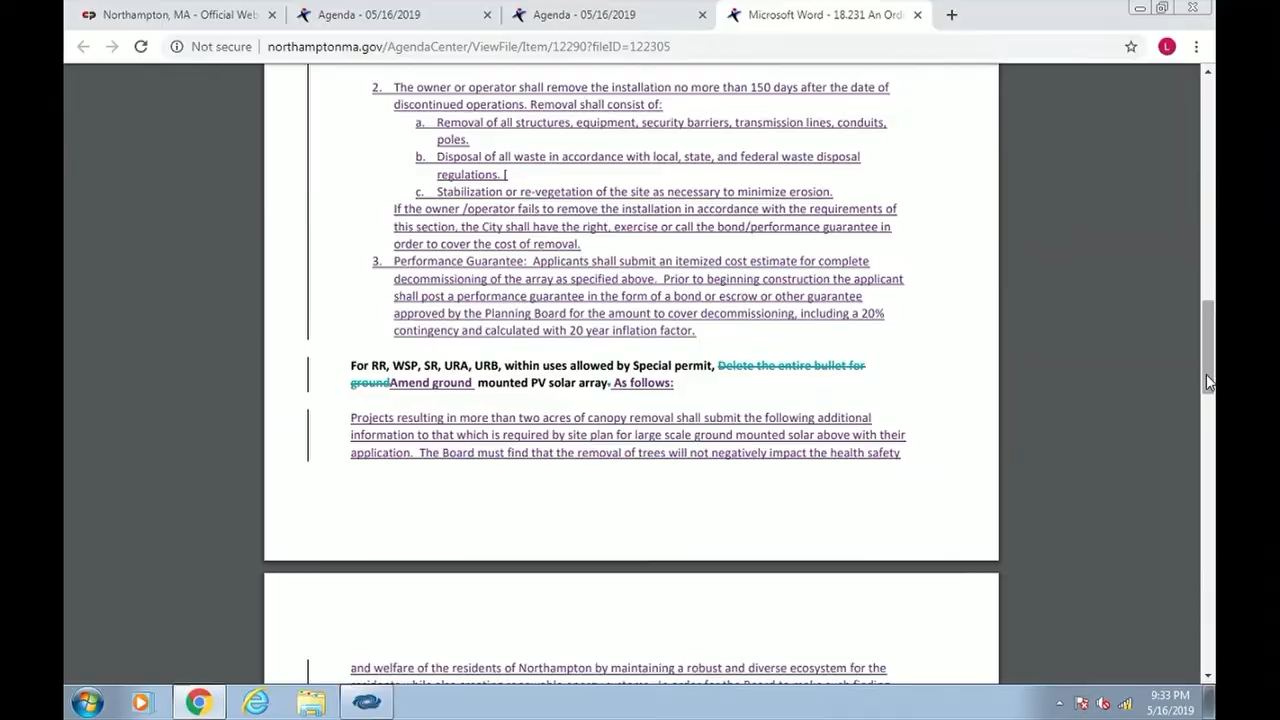 Northampton, MA - Official Web
Agenda - 05/16/2019
Agenda - 05/16/2019
Microsoft Word - 18.231 An Ord
Not secure
northamptonma.gov/AgendaCenter/ViewFile/Item/12290?fileID=122305
L
2. The owner or operator shall remove the installation no more than 150 days after the date of
discontinued operations. Removal shall consist of:
a. Removal of all structures, equipment, security barriers, transmission lines, conduits,
poles.
b. Disposal of all waste in accordance with local, state, and federal waste disposal
regulations. [
c. Stabilization or re-vegetation of the site as necessary to minimize erosion.
If the owner /operator fails to remove the installation in accordance with the requirements of
this section, the City shall have the right, exercise or call the bond/performance guarantee in
order to cover the cost of removal.
3. Performance Guarantee: Applicants shall submit an itemized cost estimate for complete
decommissioning of the array as specified above. Prior to beginning construction the applicant
shall post a performance guarantee in the form of a bond or escrow or other guarantee
approved by the Planning Board for the amount to cover decommissioning, including a 20%
contingency and calculated with 20 year inflation factor.
For RR, WSP, SR, URA, URB, within uses allowed by Special permit, Delete the entire bullet for
groundAmend ground mounted PV solar array. As follows:
Projects resulting in more than two acres of canopy removal shall submit the following additional
information to that which is required by site plan for large scale ground mounted solar above with their
application. The Board must find that the removal of trees will not negatively impact the health safety
and welfare of the residents of Northampton by maintaining a robust and diverse ecosystem for the
9:33 PM
5/16/2019